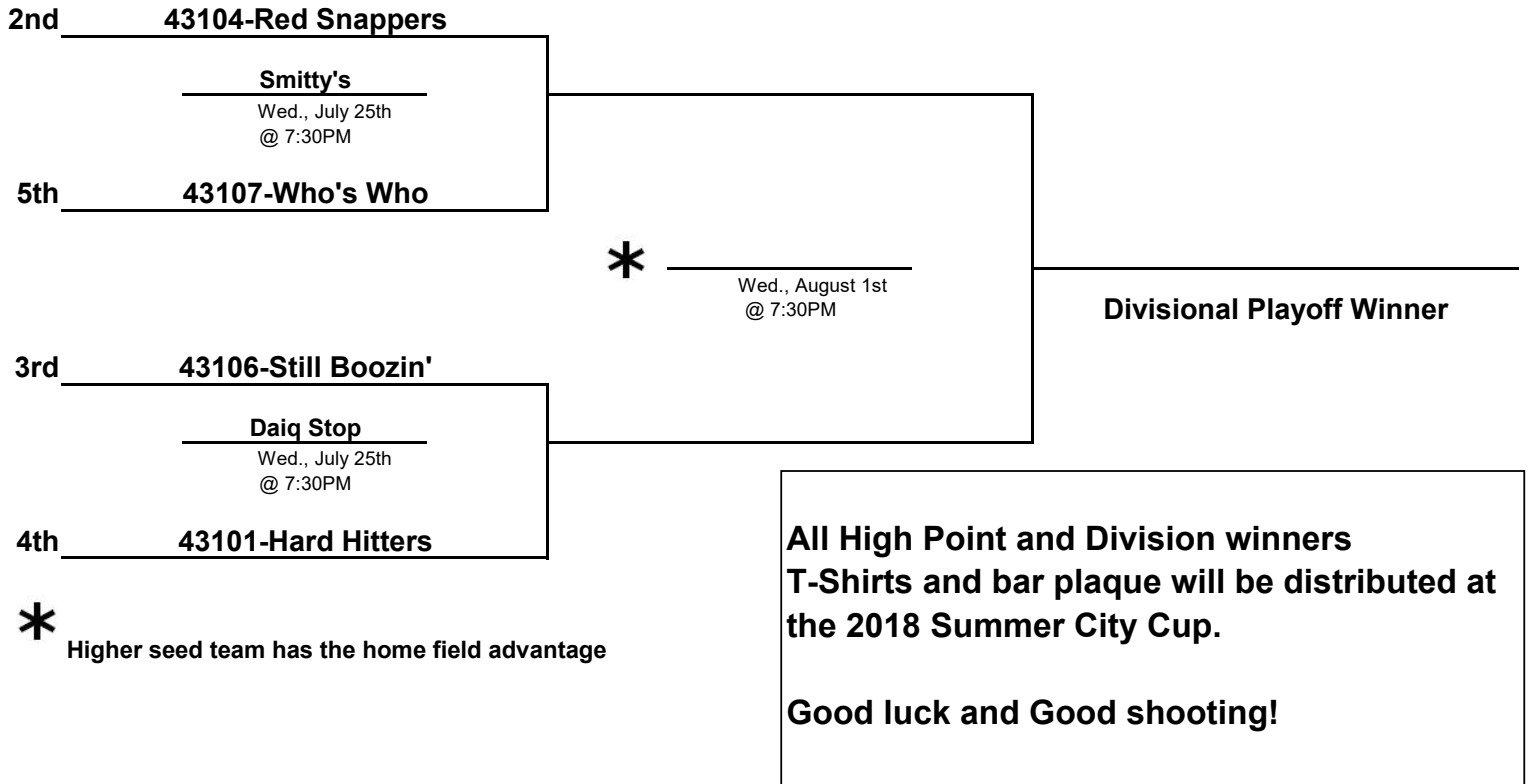 2nd 43104-Red Snappers
Smitty's
Wed., July 25th
@ 7:30PM
5th 43107-Who's Who
* Wed., August 1st
@ 7:30PM
Divisional Playoff Winner
3rd 43106-Still Boozin'
Daiq Stop
Wed., July 25th
@ 7:30PM
4th 43101-Hard Hitters
* Higher seed team has the home field advantage
All High Point and Division winners
T-Shirts and bar plaque will be distributed at
the 2018 Summer City Cup.
Good luck and Good shooting!